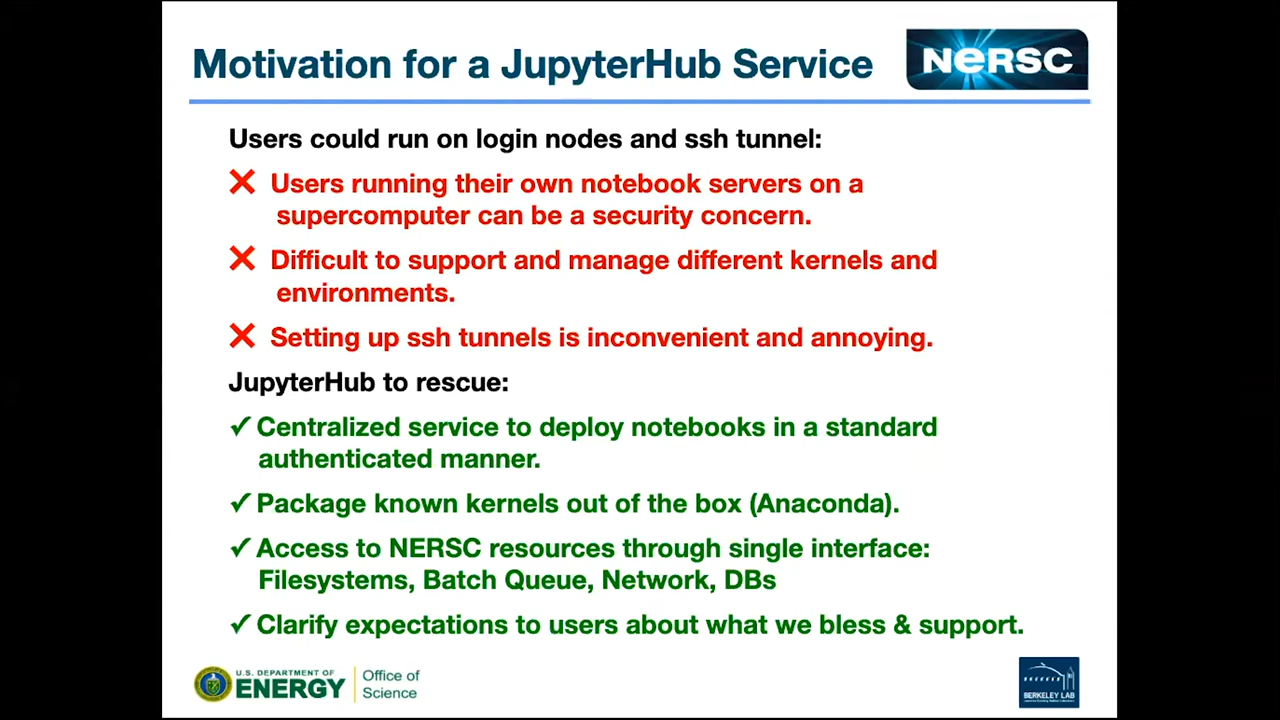 Motivation for a JupyterHub Service
NERSC
Users could run on login nodes and ssh tunnel:
❌ Users running their own notebook servers on a
supercomputer can be a security concern.
❌ Difficult to support and manage different kernels and
environments.
❌ Setting up ssh tunnels is inconvenient and annoying.
JupyterHub to rescue:
✓ Centralized service to deploy notebooks in a standard
authenticated manner.
✓ Package known kernels out of the box (Anaconda).
✓ Access to NERSC resources through single interface:
Filesystems, Batch Queue, Network, DBs
✓ Clarify expectations to users about what we bless & support.
U.S. DEPARTMENT OF
ENERGY
Office of
Science
BERKELEY LAB